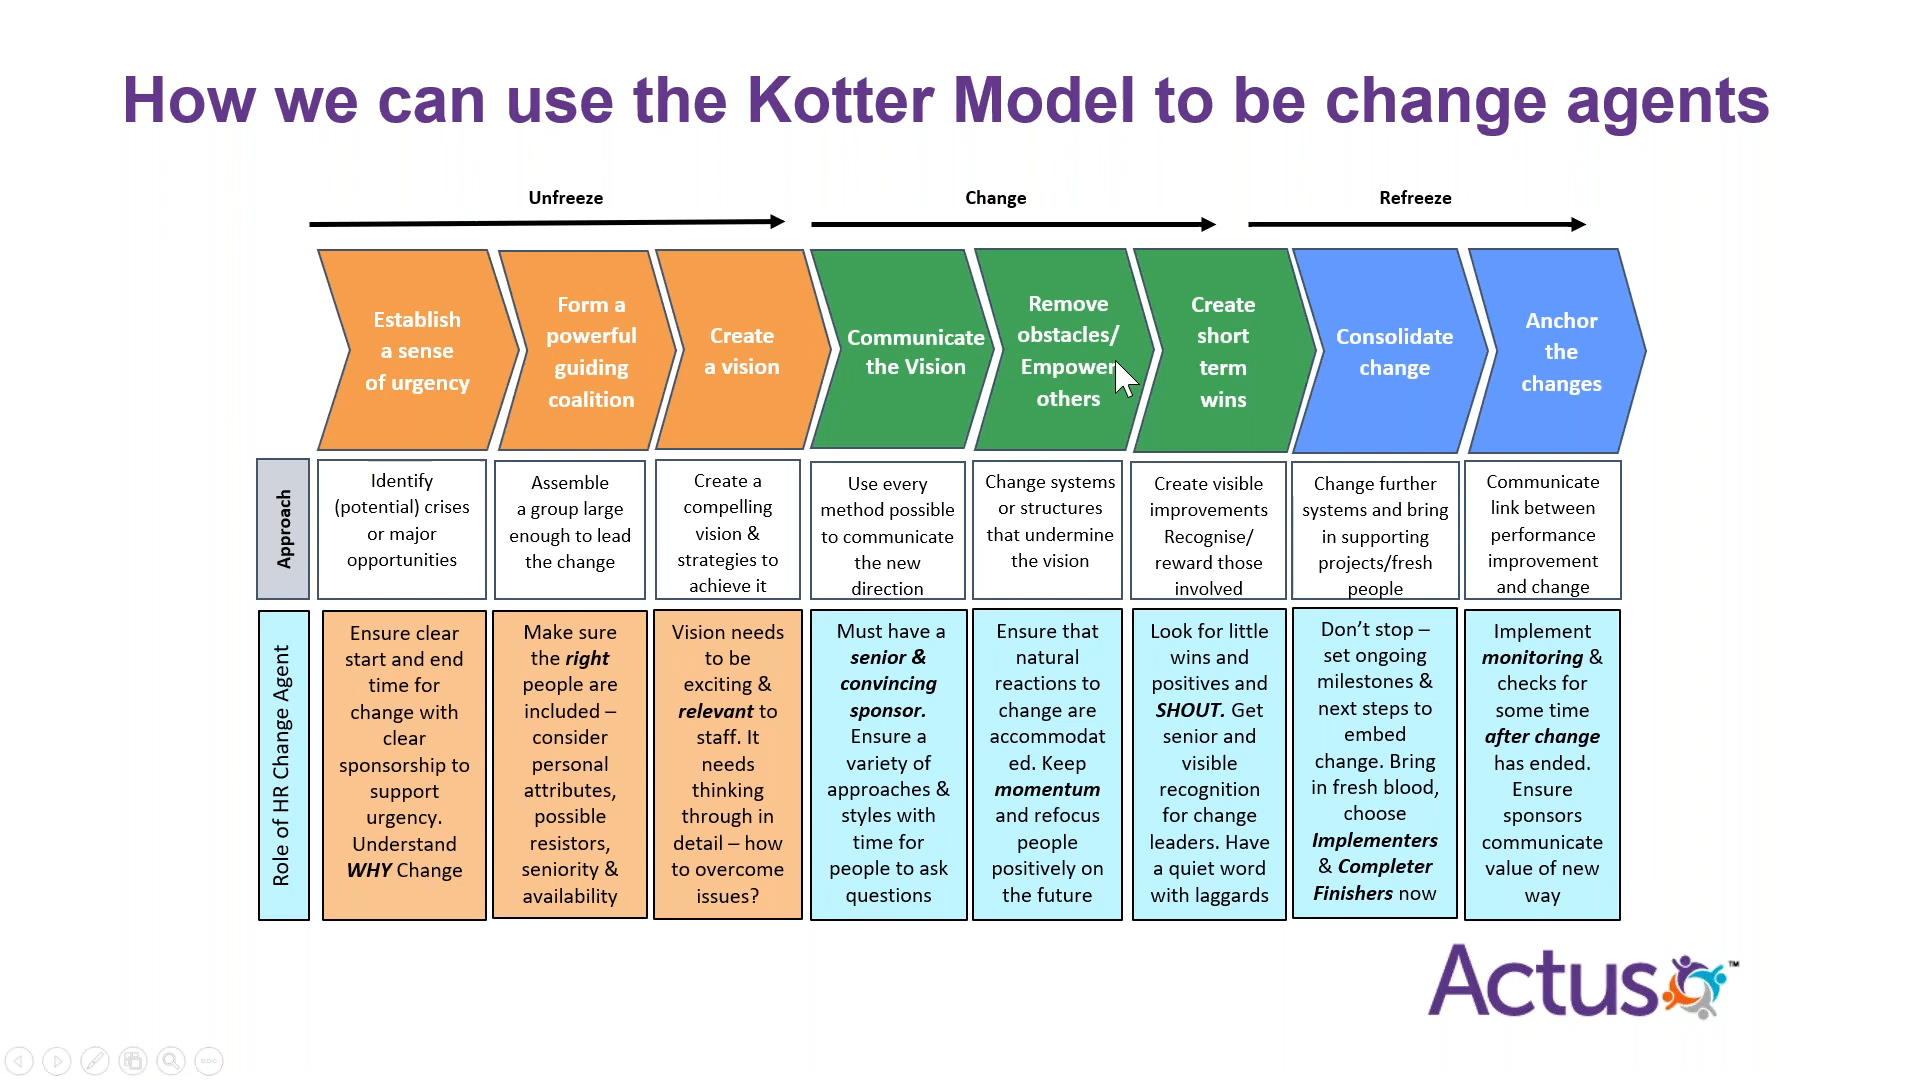 How we can use the Kotter Model to be change agents
Unfreeze
Change
Refreeze
Establish
a sense
of urgency
Form a
powerful
guiding
coalition
Create
a vision
Communicate
the Vision
Remove
obstacles/
Empower
others
Create
short
term
wins
Consolidate
change
Anchor
the
changes
Approach
Identify
(potential) crises
or major
opportunities
Assemble
a group large
enough to lead
the change
Create a
compelling
vision &
strategies to
achieve it
Use every
method possible
to communicate
the new
direction
Change systems
or structures
that undermine
the vision
Create visible
improvements
Recognise/
reward those
involved
Change further
systems and bring
in supporting
projects/fresh
people
Communicate
link between
performance
improvement
and change
Role of HR Change Agent
Ensure clear
start and end
time for
change with
clear
sponsorship to
support
urgency.
Understand
WHY Change
Make sure
the right
people are
included –
consider
personal
attributes,
possible
resistors,
seniority &
availability
Vision needs
to be
exciting &
relevant to
staff. It
needs
thinking
through in
detail – how
to overcome
issues?
Must have a
senior &
convincing
sponsor.
Ensure a
variety of
approaches &
styles with
time for
people to ask
questions
Ensure that
natural
reactions to
change are
accommodat
ed. Keep
momentum
and refocus
people
positively on
the future
Look for little
wins and
positives and
SHOUT. Get
senior and
visible
recognition
for change
leaders. Have
a quiet word
with laggards
Don’t stop –
set ongoing
milestones &
next steps to
embed
change. Bring
in fresh blood,
choose
Implementers
& Completer
Finishers now
Implement
monitoring &
checks for
some time
after change
has ended.
Ensure
sponsors
communicate
value of new
way
Actus™